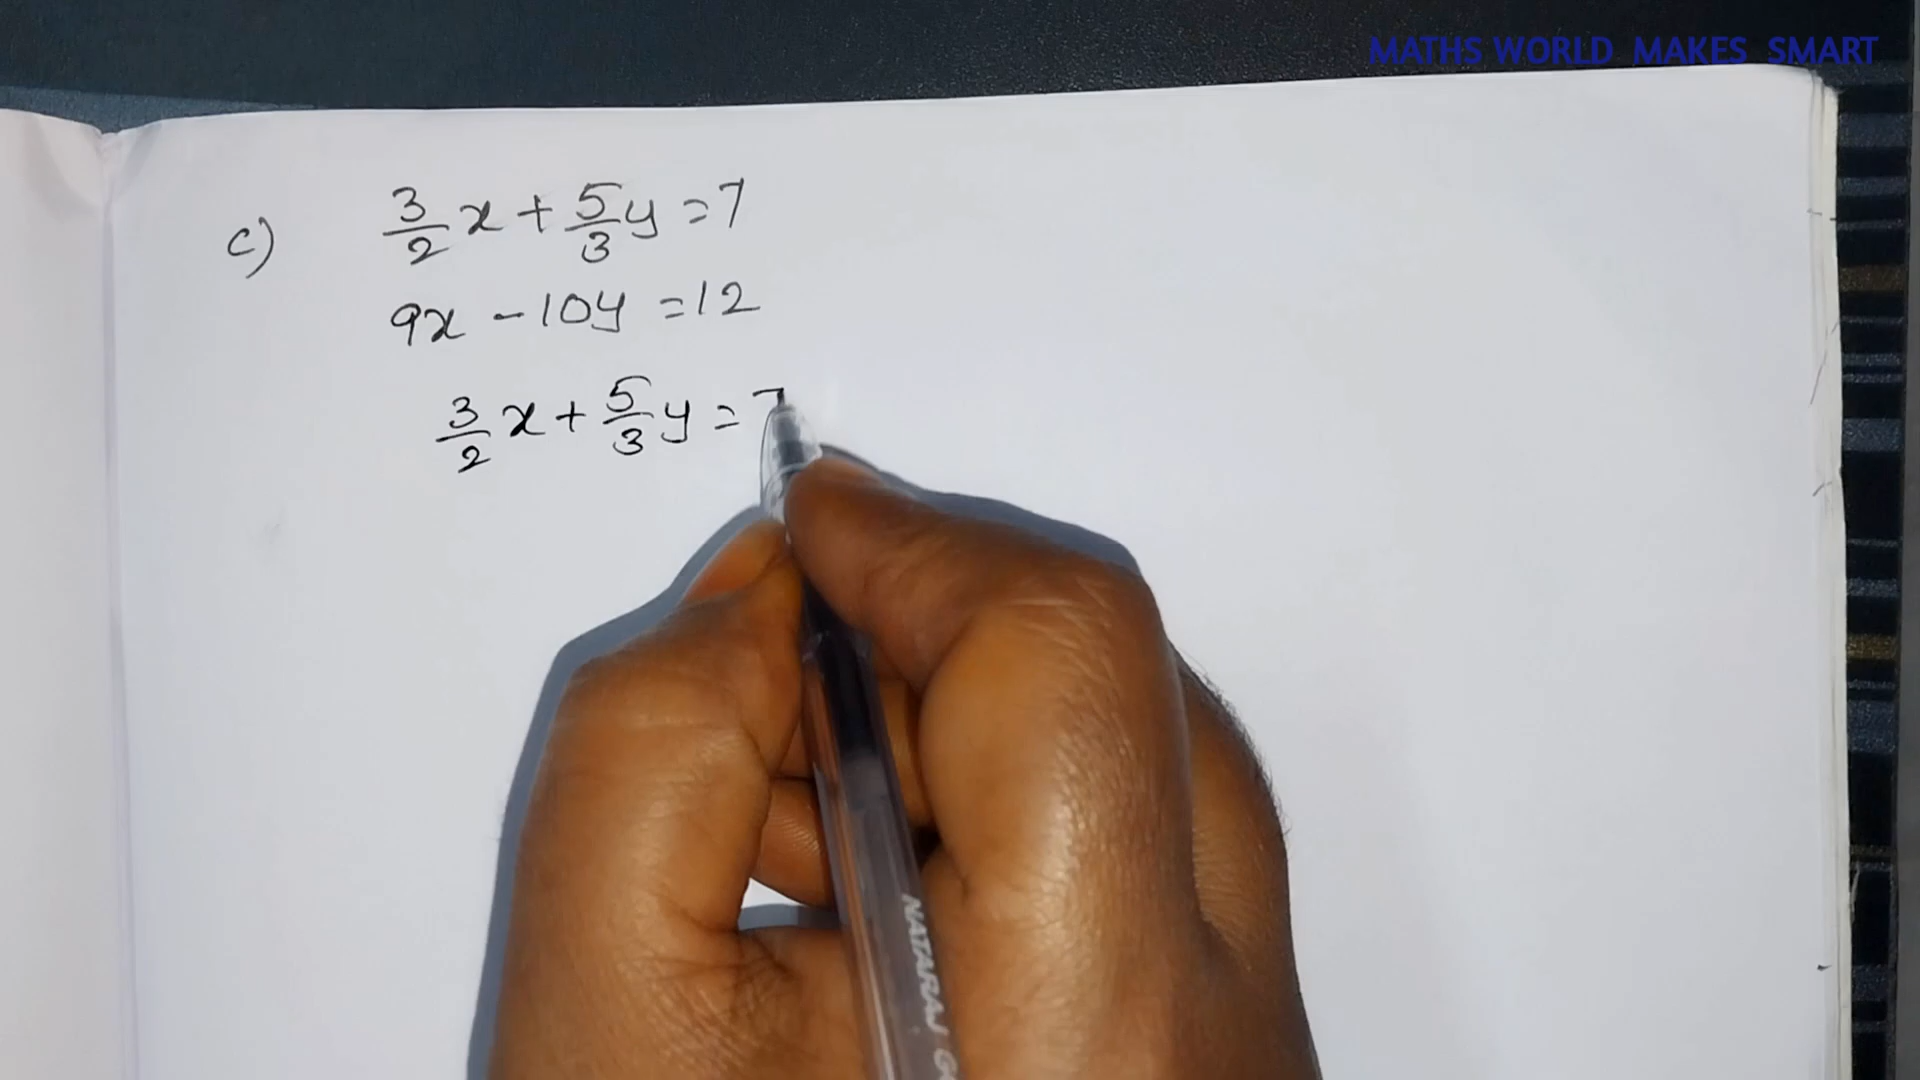 MATHS WORLD MAKES SMART
c) 3/2 x + 5/3 y = 7
9x - 10y = 12
3/2 x + 5/3 y = 7
NATARAJ